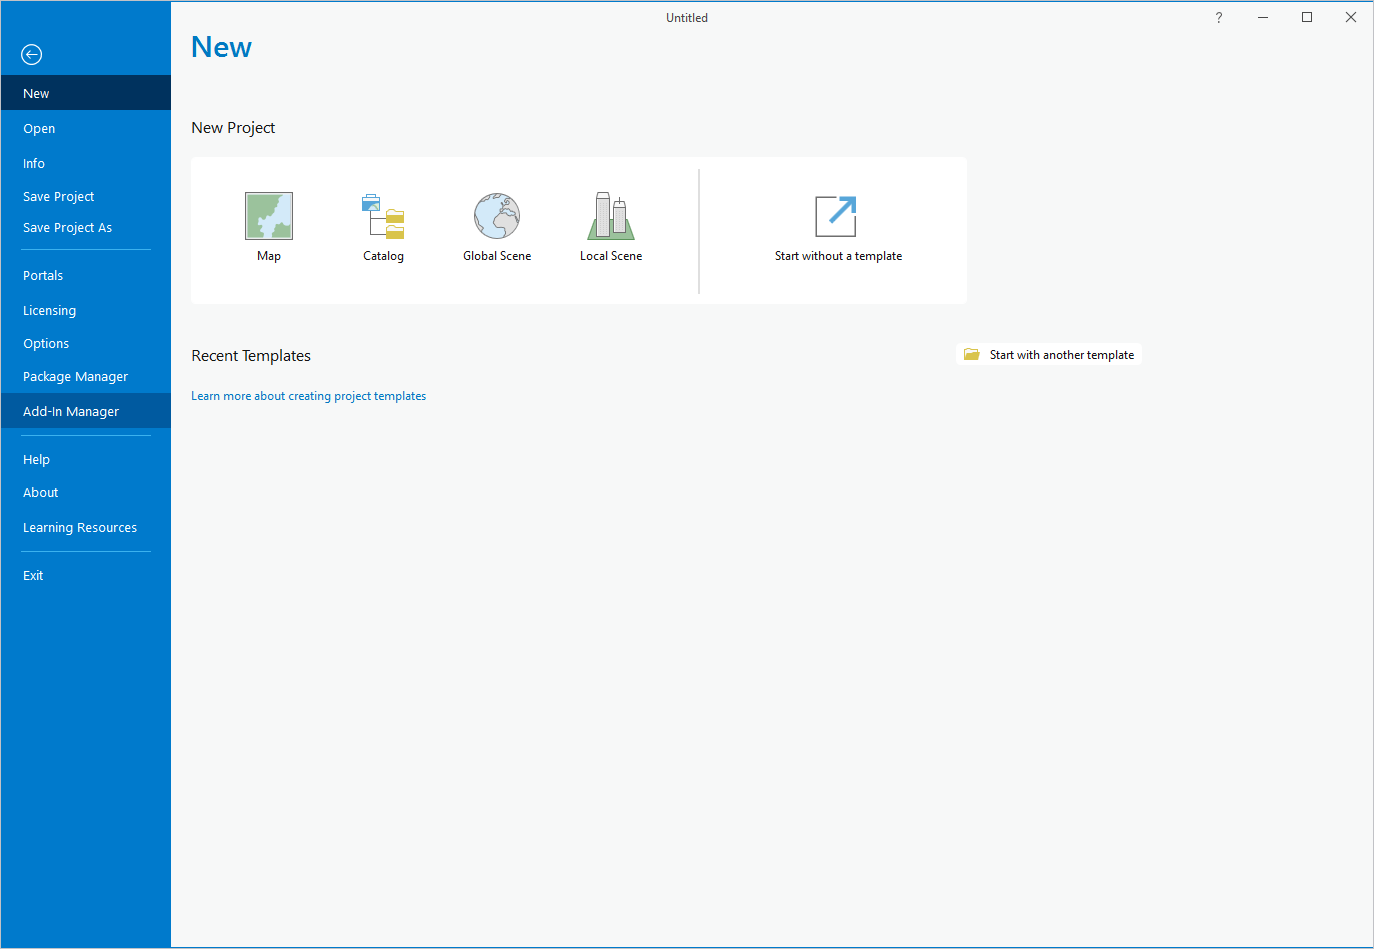 Untitled
?
New
New
Open
Info
Save Project
Save Project As
Portals
Licensing
Options
Package Manager
Add-In Manager
Help
About
Learning Resources
Exit
New Project
Map
Catalog
Global Scene
Local Scene
Start without a template
Recent Templates
Start with another template
Learn more about creating project templates